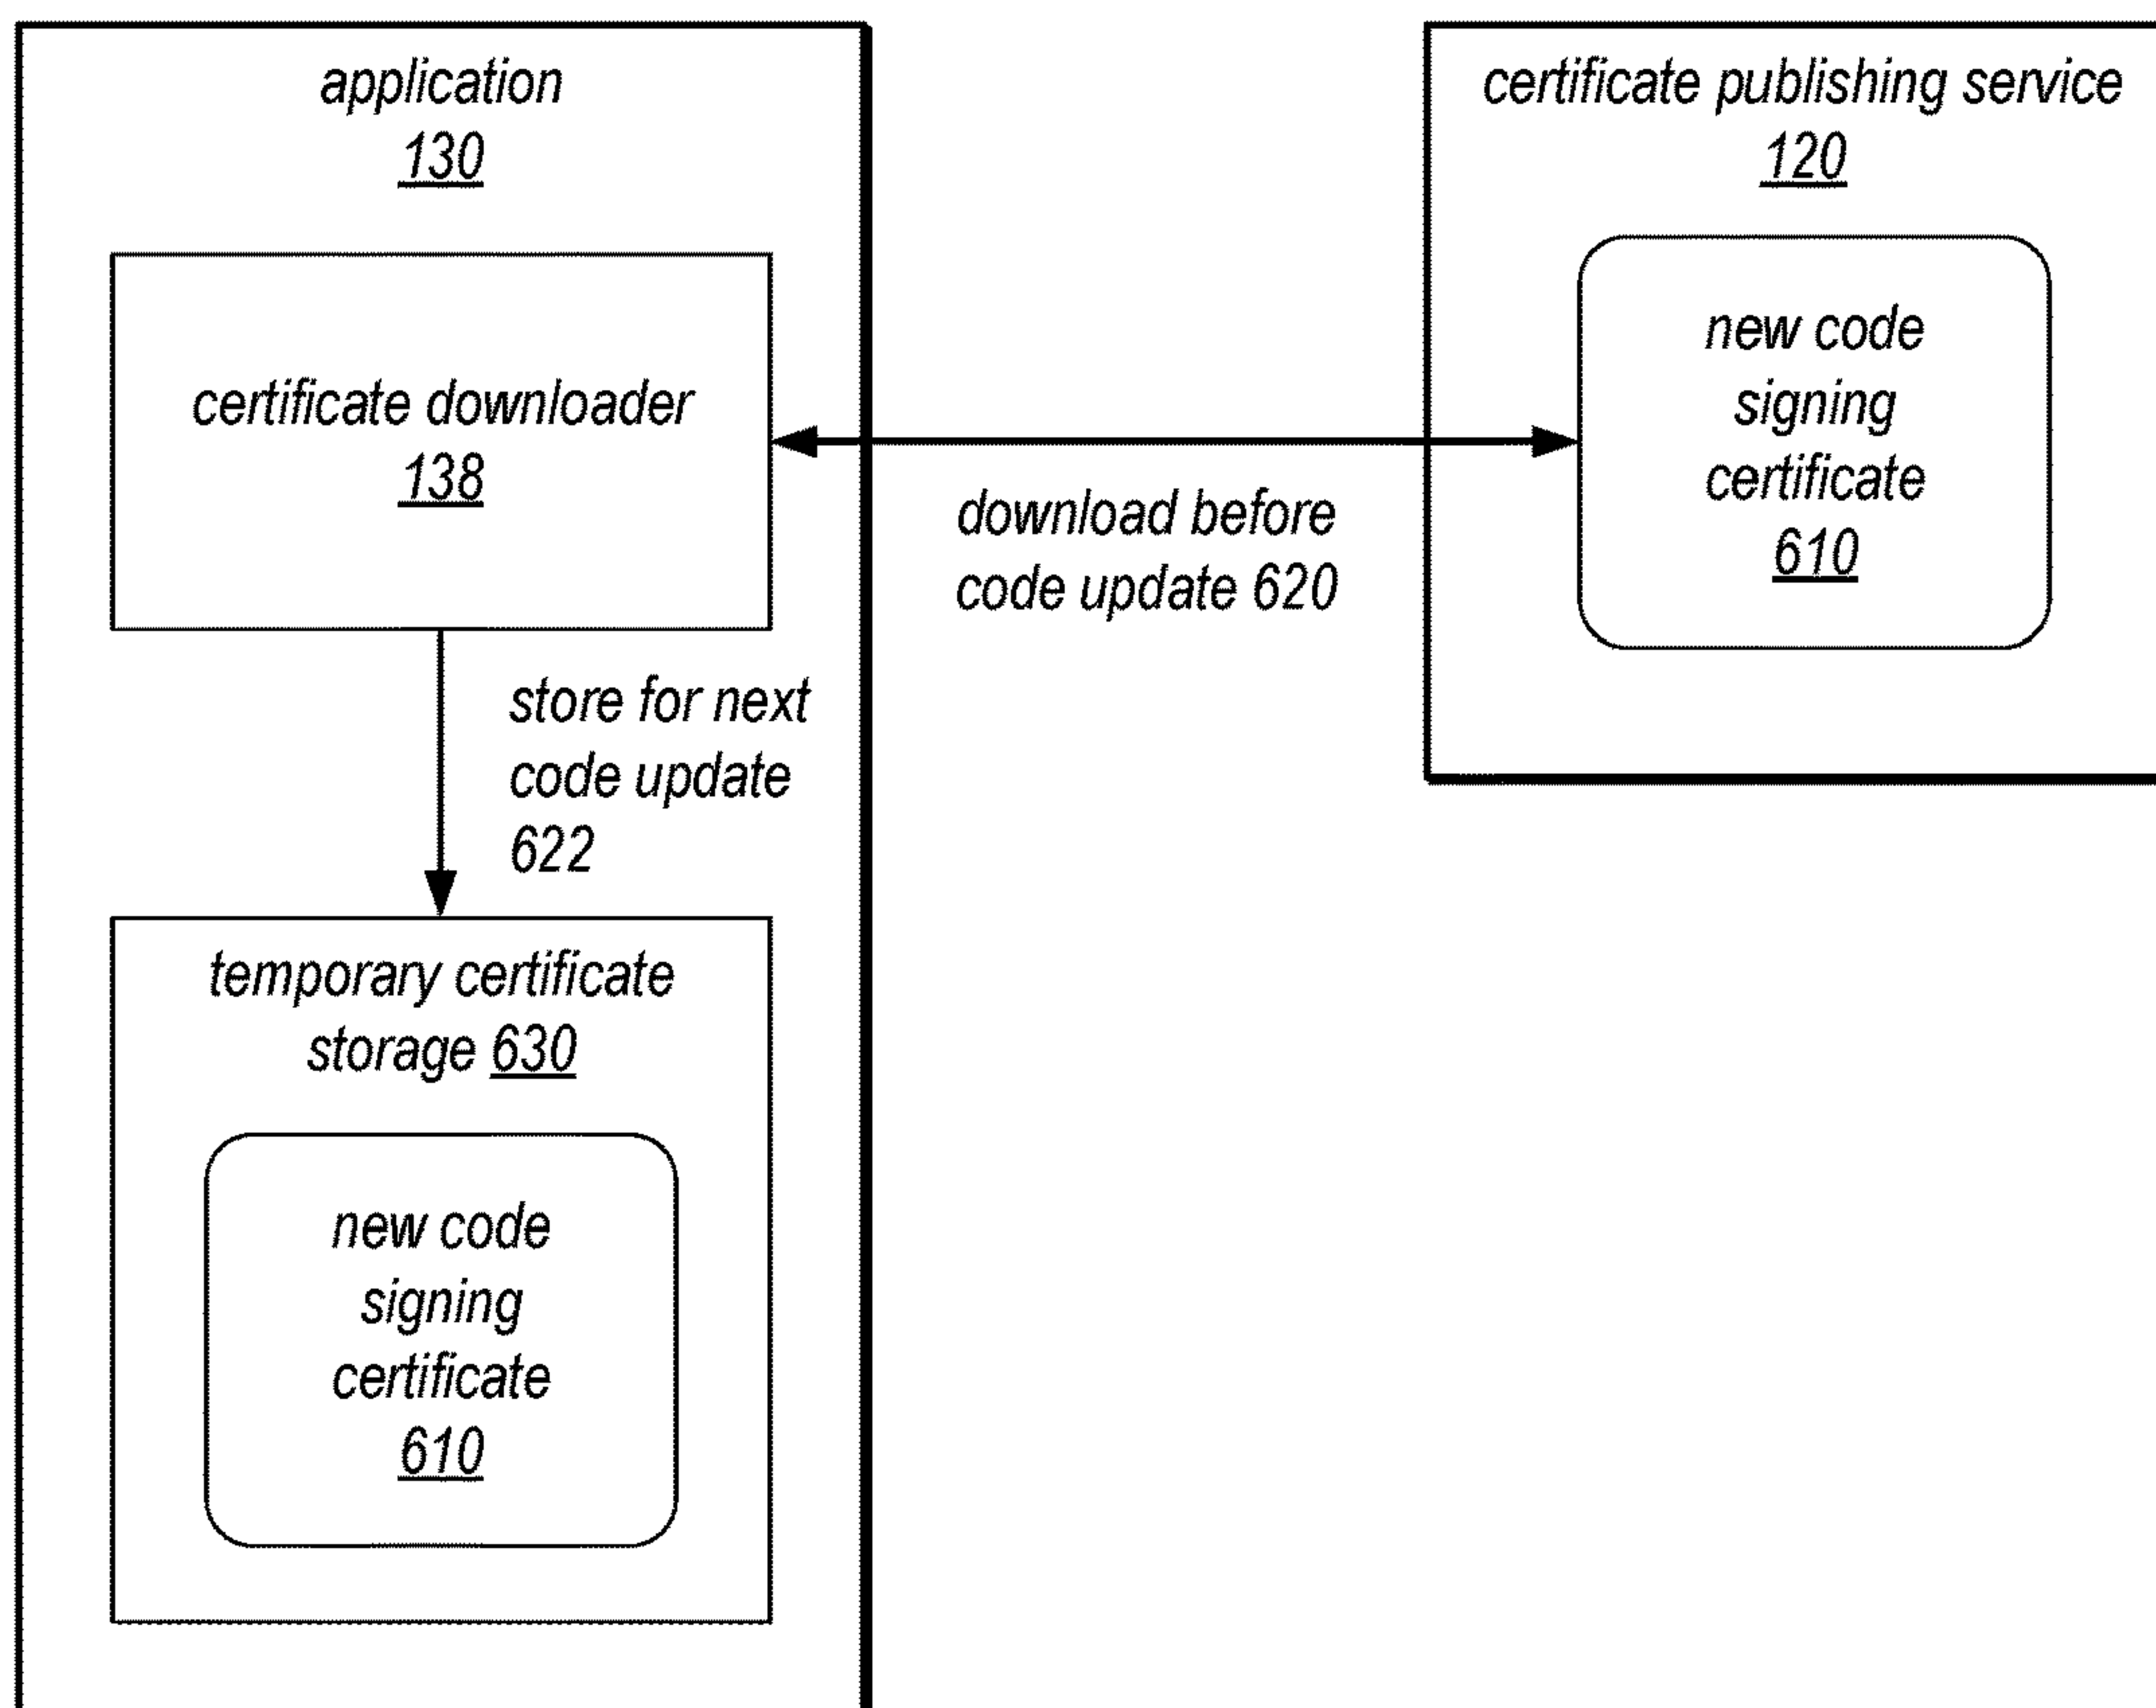 application
130
certificate downloader
138
store for next
code update
622
temporary certificate
storage 630
new code
signing
certificate
610
download before
code update 620
certificate publishing service
120
new code
signing
certificate
610